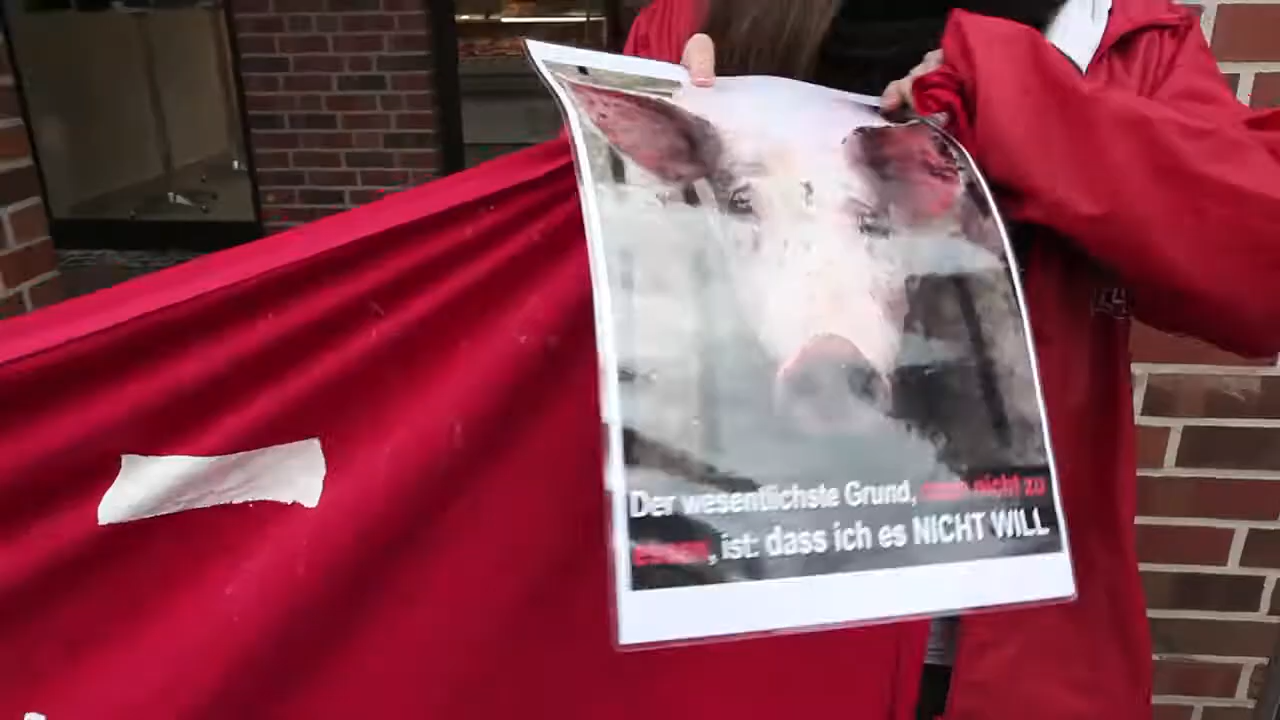 Der wesentlichste Grund, nicht zu
, ist: dass ich es NICHT WILL